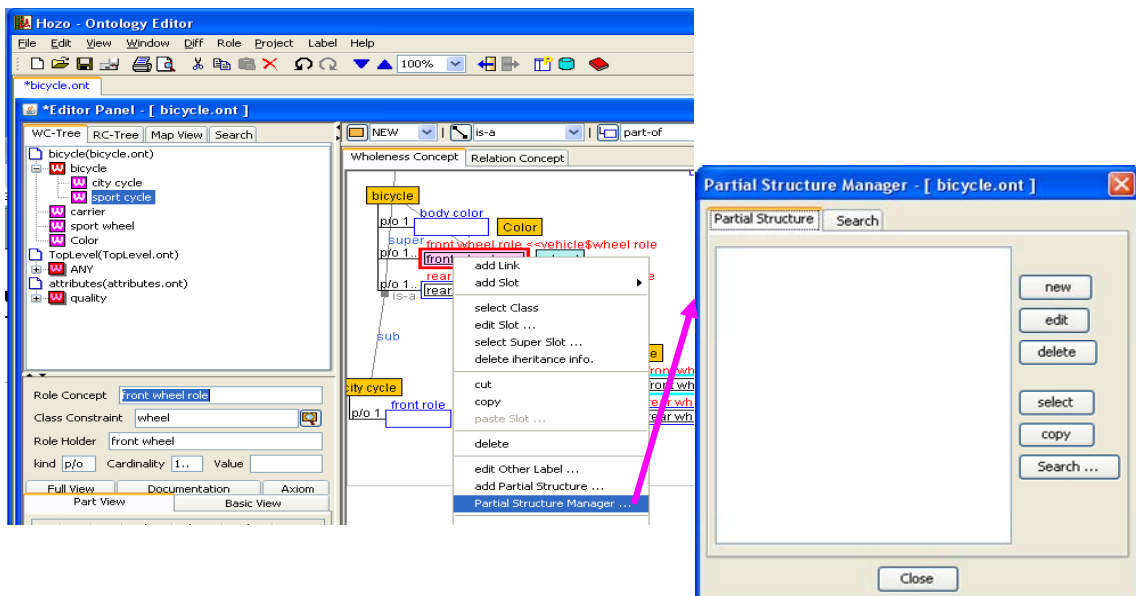 Hozo - Ontology Editor
File Edit View Window Diff Role Project Label Help
100%
*bicycle.ont
*Editor Panel - [ bicycle.ont ]
WC-Tree RC-Tree Map View Search
bicycle(bicycle.ont)
bicycle
city cycle
sport cycle
carrier
sport wheel
Color
TopLevel(TopLevel.ont)
ANY
attributes(attributes.ont)
quality
Role Concept front wheel role
Class Constraint wheel
Role Holder front wheel
kind p/o Cardinality 1.. Value
Full View Documentation Axiom
Part View Basic View
NEW is-a part-of
Wholeness Concept Relation Concept
bicycle
body color
p/o 1 Color
super front wheel role <<vehicle$wheel role
p/o 1..
rear
p/o 1.. rear
is-a
sub
city cycle
front role
p/o 1
add Link
add Slot
select Class
edit Slot ...
select Super Slot ...
delete iheritance info.
cut
copy
paste Slot ...
delete
edit Other Label ...
add Partial Structure ...
Partial Structure Manager ...
Partial Structure Manager - [ bicycle.ont ]
Partial Structure Search
new
edit
delete
select
copy
Search ...
Close